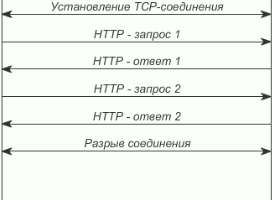 Установление TCP-соединения
HTTP - запрос 1
HTTP - ответ 1
HTTP - запрос 2
HTTP - ответ 2
Разрыв соединения